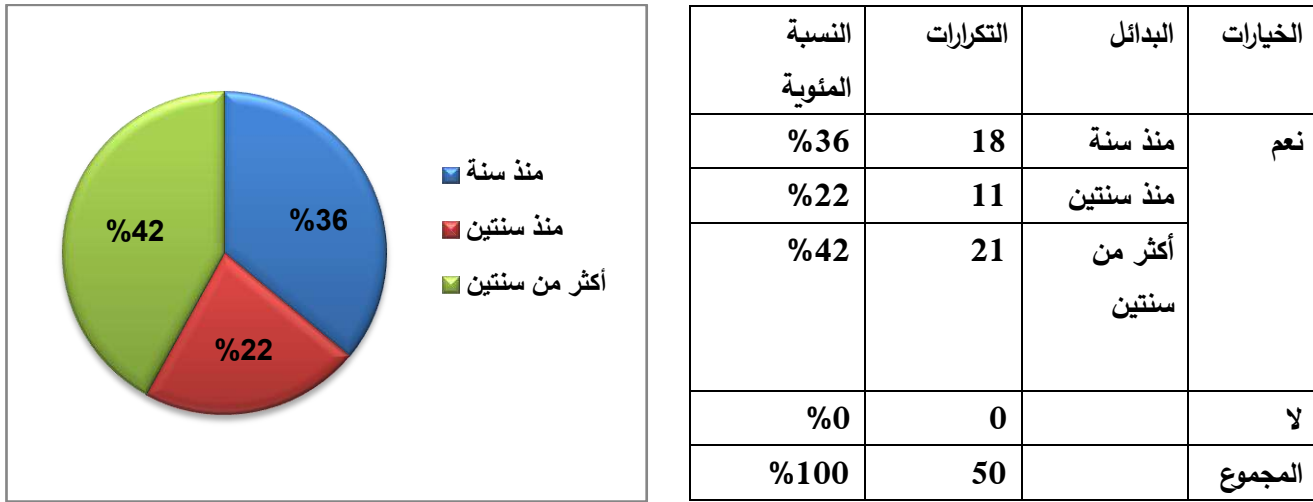 الخيارات البدائل التكرارات النسبة
المئوية
نعم منذ سنة 18 %36
منذ سنتين 11 %22
أكثر من 21 %42
سنتين
لا 0 %0
المجموع 50 %100
%36
%42
%22
منذ سنة
منذ سنتين
أكثر من سنتين